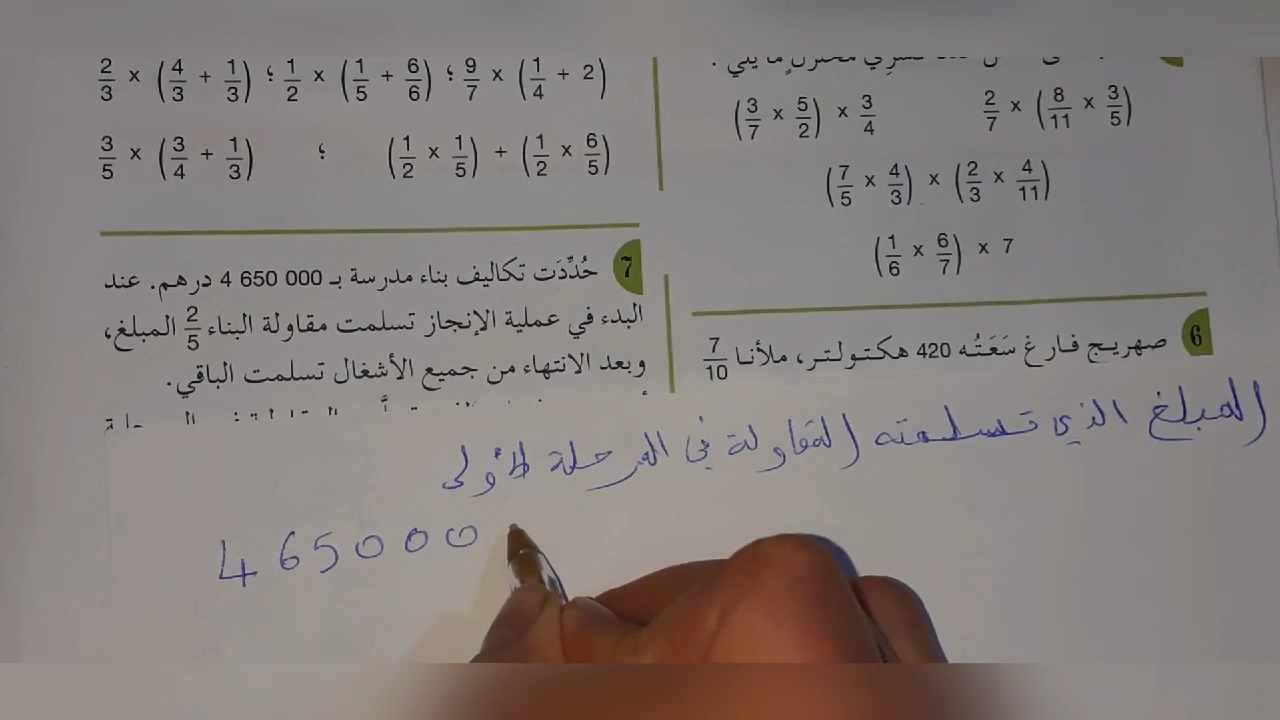 (3/7 × 5/2) × 3/4    2/7 × (8/11 × 3/5)
(7/5 × 4/3) × (2/3 × 4/11)
(1/6 × 6/7) × 7
6 صهريج فارغ سَعَتُه 420 هكتولتر، ملأنا 7/10
2/3 × (4/3 + 1/3) ؛ 1/2 × (1/5 + 6/6) ؛ 9/7 × (1/4 + 2)
3/5 × (3/4 + 1/3) ؛ (1/2 × 1/5) + (1/2 × 6/5)
7 حُدِّدَت تكاليف بناء مدرسة بـ 000 650 4 درهم. عند
البدء في عملية الإنجاز تسلمت مقاولة البناء 2/5 المبلغ،
وبعد الانتهاء من جميع الأشغال تسلمت الباقي.
المبلغ الذي تسلمته المقاولة في المرحلة الأولى
465000